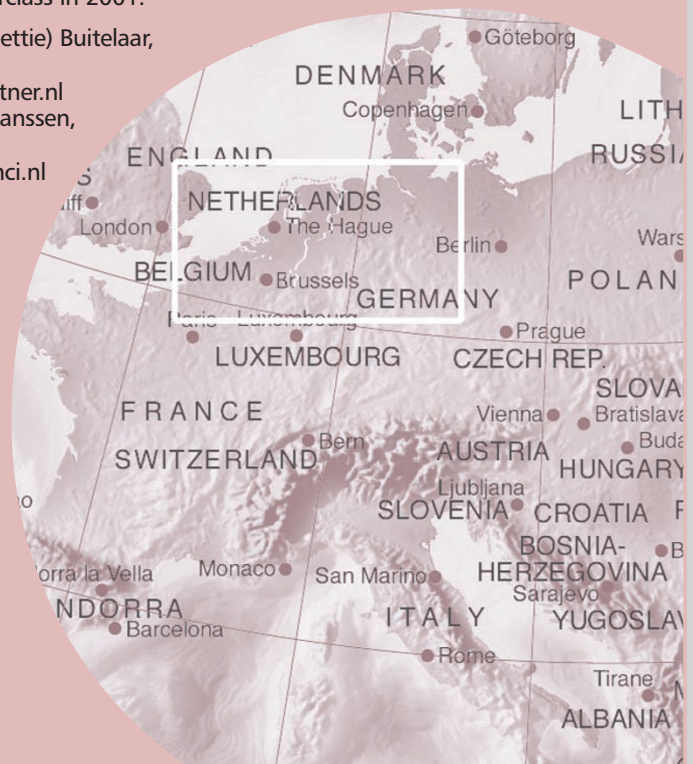 class in 2001.
ettie) Buitelaar,
tner.nl
anssen,
nci.nl
Göteborg
DENMARK
Copenhagen
LITH
RUSSIA
ENGLAND
S
iff
NETHERLANDS
London
The Hague
Berlin
Wars
BELGIUM
Brussels
POLAN
GERMANY
Paris
Luxembourg
Prague
LUXEMBOURG
CZECH REP.
SLOVA
FRANCE
Vienna
Bratislava
Bern
Buda
SWITZERLAND
AUSTRIA
HUNGARY
Ljubljana
SLOVENIA
CROATIA
BOSNIA-
HERZEGOVINA
B
orra la Vella
Monaco
San Marino
Sarajevo
NDORRA
ITALY
YUGOSLAV
Barcelona
Rome
Tirane
ALBANIA